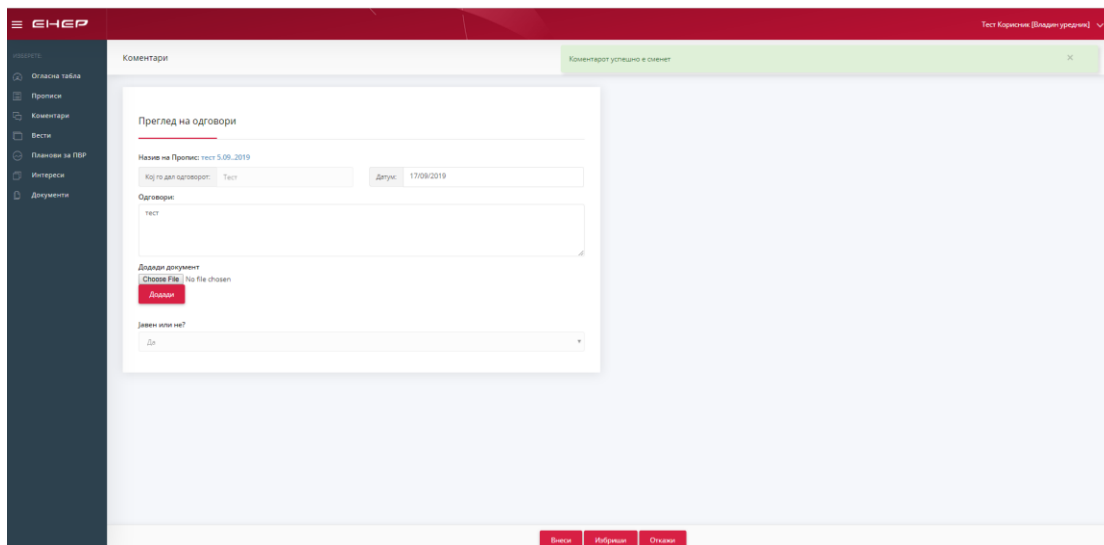 ЕНЕР
Тест Корисник [Владин уредник]
ИЗБЕРЕТЕ
Огласна табла
Прописи
Коментари
Вести
Планови за ПВР
Интереси
Документи
Коментари
Коментарот успешно е сменет
Преглед на одговори
Назив на Пропис: тест 5.09..2019
Кој го дал одговорот: Тест
Датум: 17/09/2019
Одговори:
тест
Додади документ
Choose File No file chosen
Додади
Јавен или не?
Да
Внеси Избриши Откажи